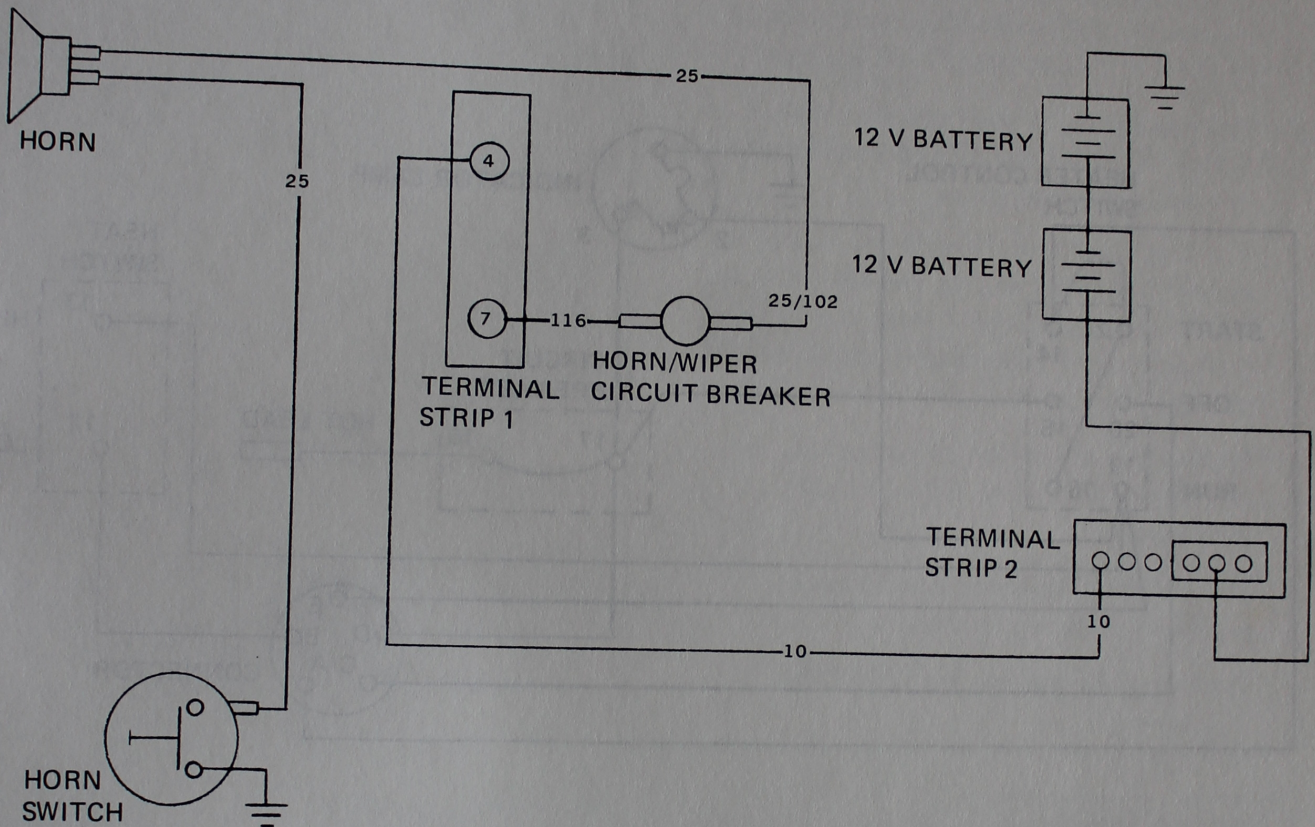 25
12 V BATTERY
HORN
4
25
12 V BATTERY
25/102
7
116
HORN/WIPER
CIRCUIT BREAKER
TERMINAL
STRIP 1
TERMINAL
STRIP 2
10
10
HORN
SWITCH